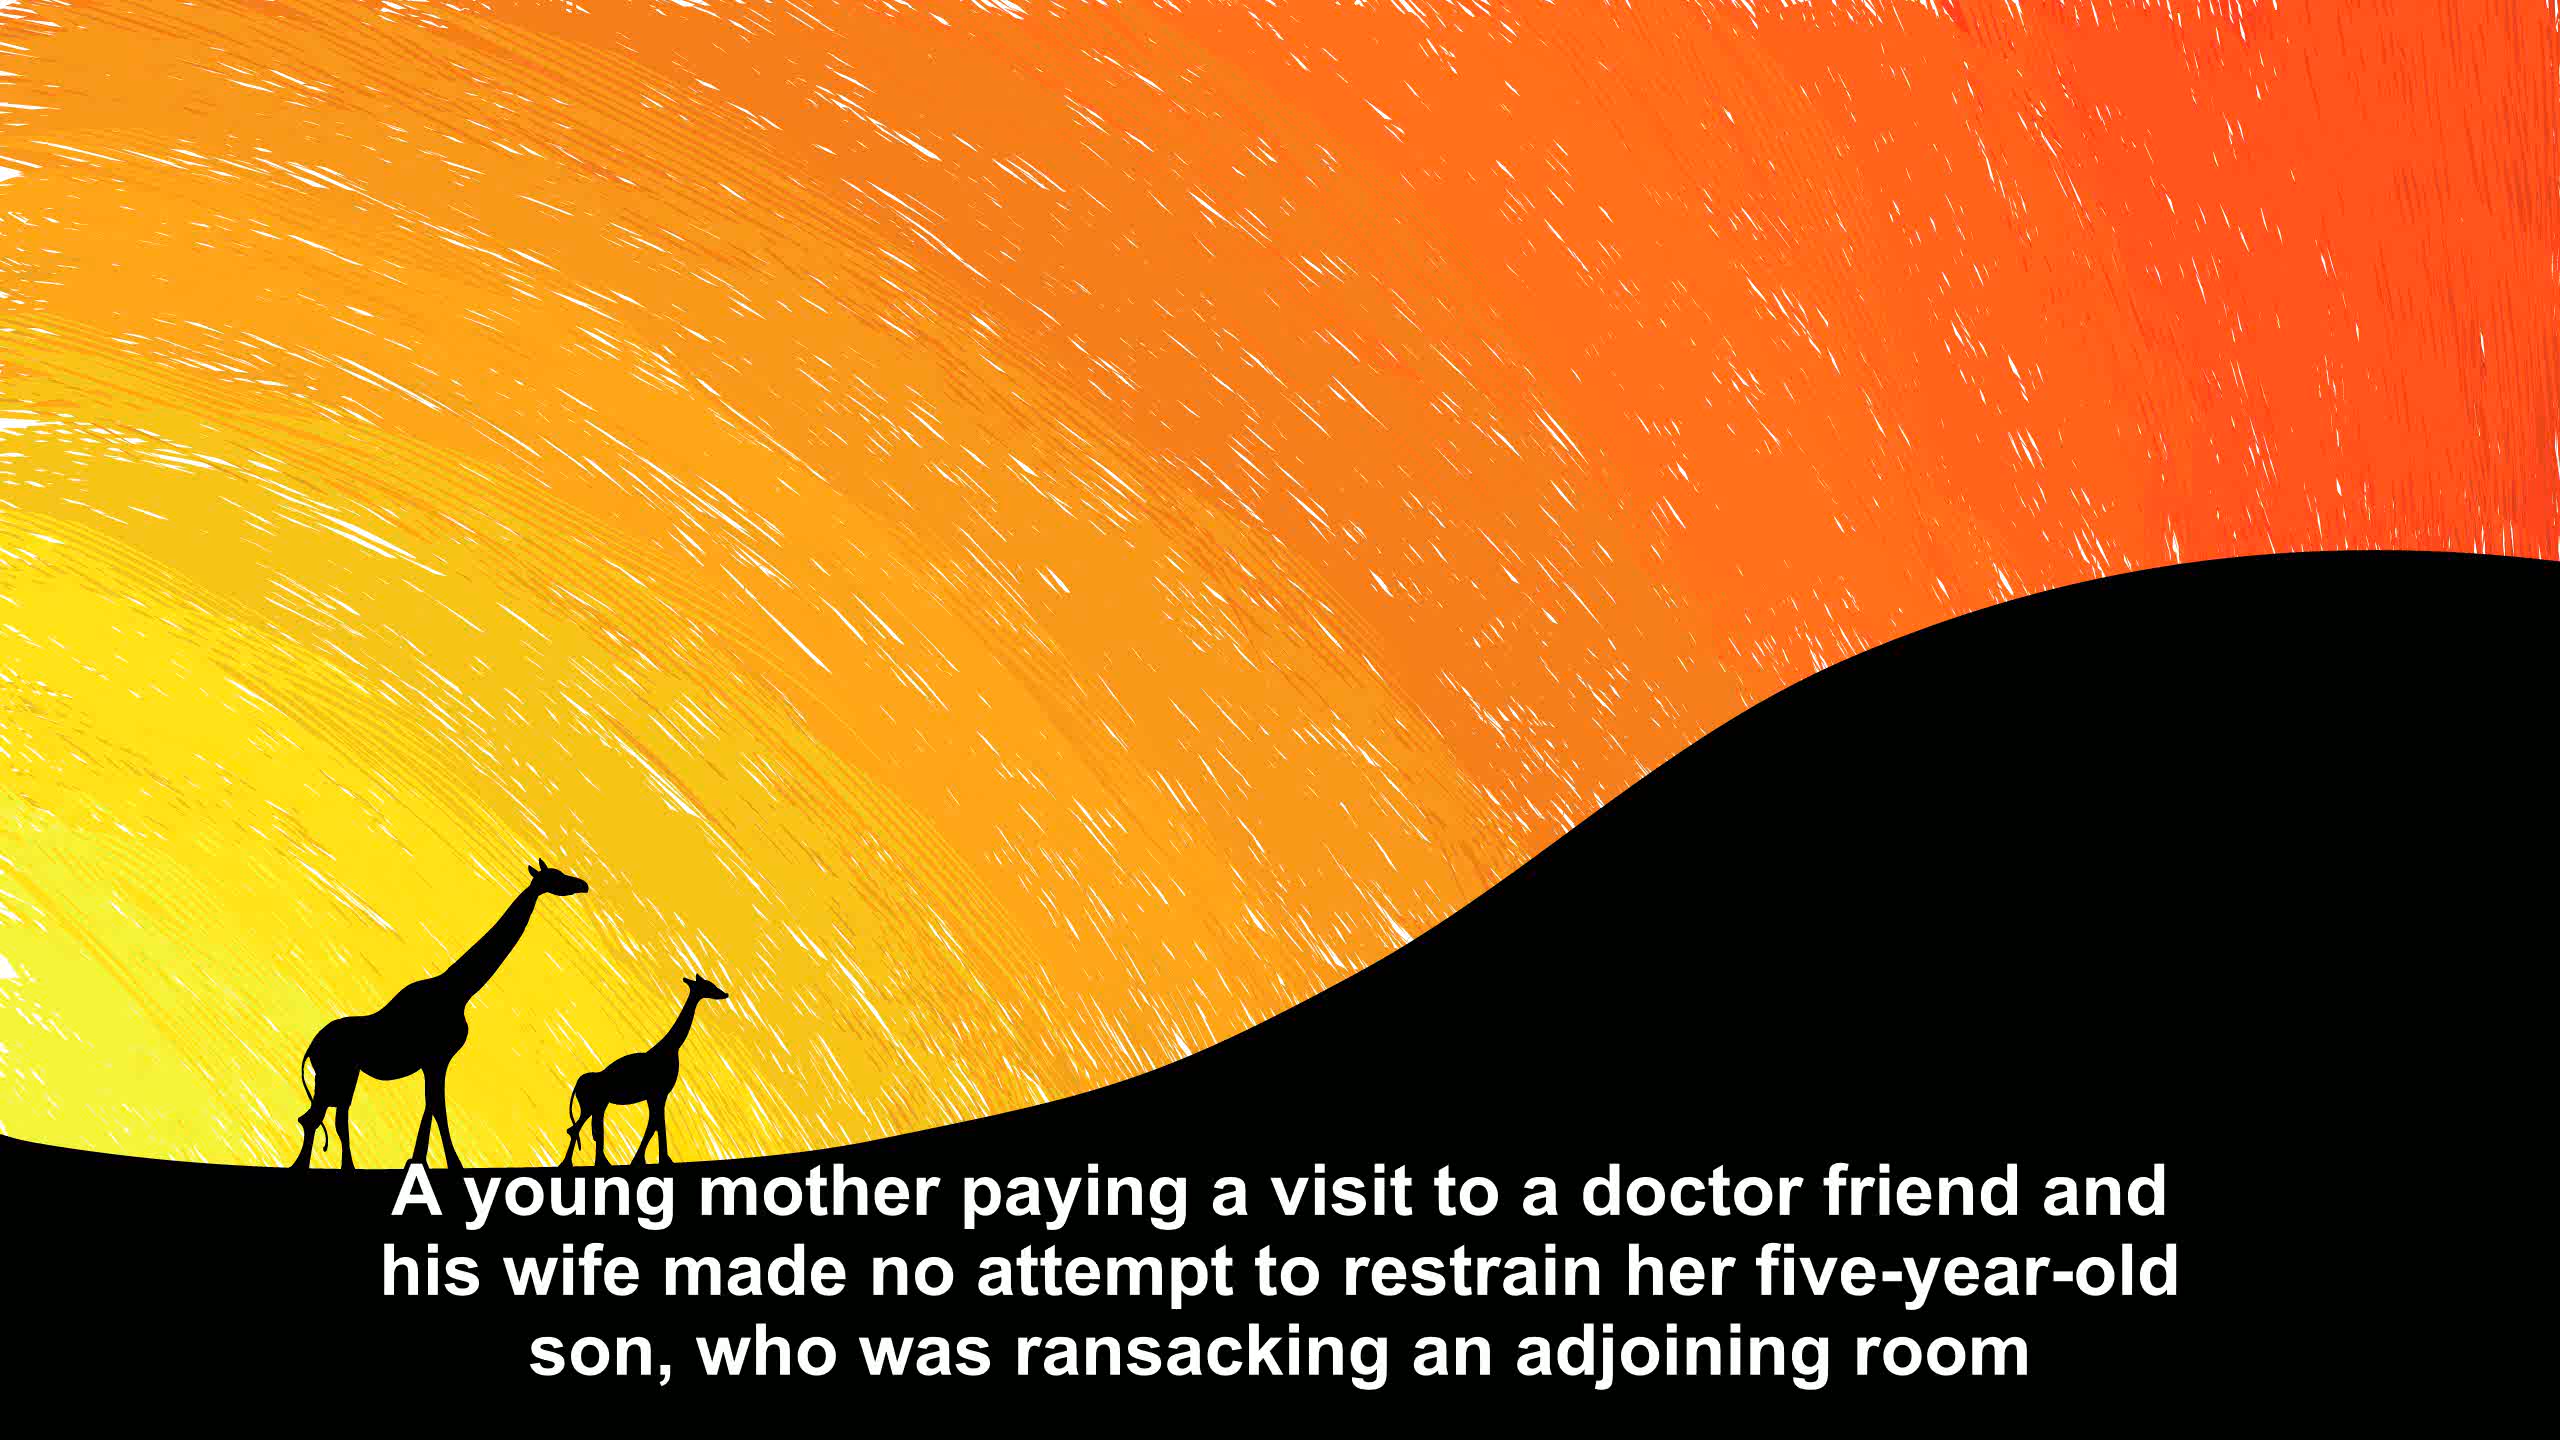 A young mother paying a visit to a doctor friend and
his wife made no attempt to restrain her five-year-old
son, who was ransacking an adjoining room